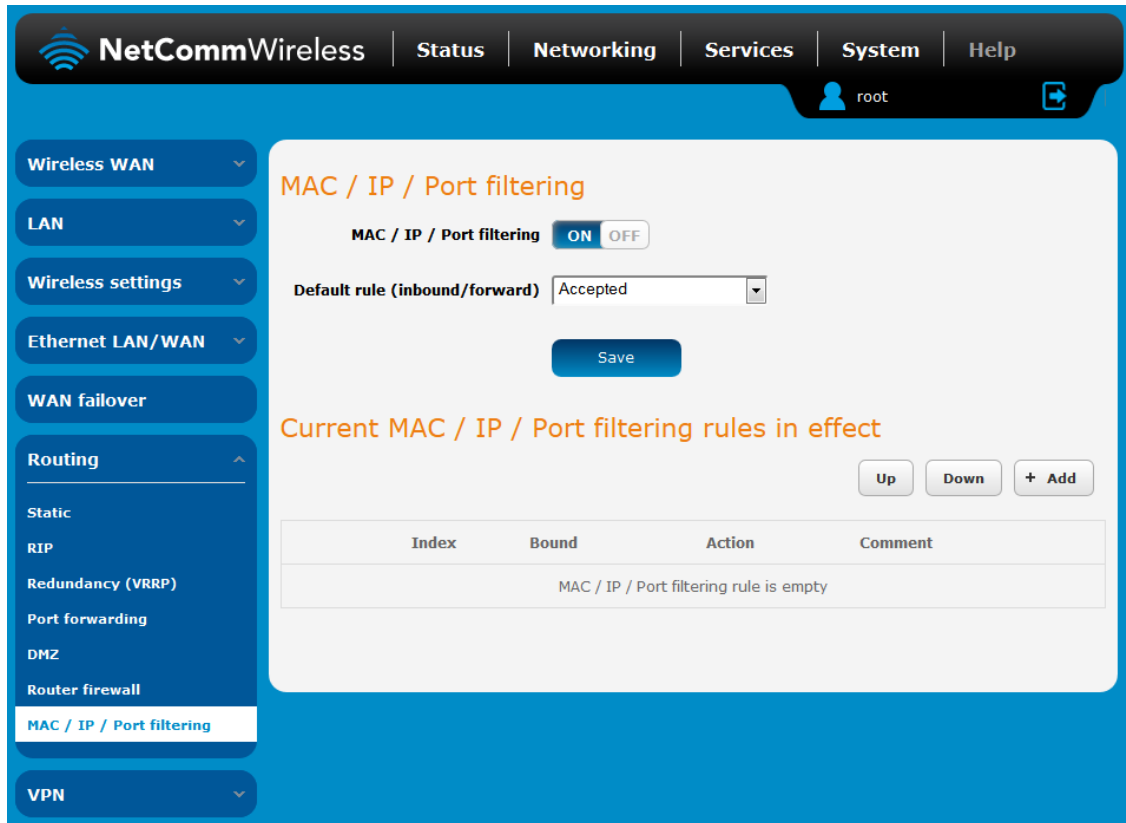 NetCommWireless
Status
Networking
Services
System
Help
root
Wireless WAN
LAN
Wireless settings
Ethernet LAN/WAN
WAN failover
Routing
Static
RIP
Redundancy (VRRP)
Port forwarding
DMZ
Router firewall
MAC / IP / Port filtering
VPN
MAC / IP / Port filtering
MAC / IP / Port filtering ON OFF
Default rule (inbound/forward) Accepted
Save
Current MAC / IP / Port filtering rules in effect
Up Down + Add
Index Bound Action Comment
MAC / IP / Port filtering rule is empty